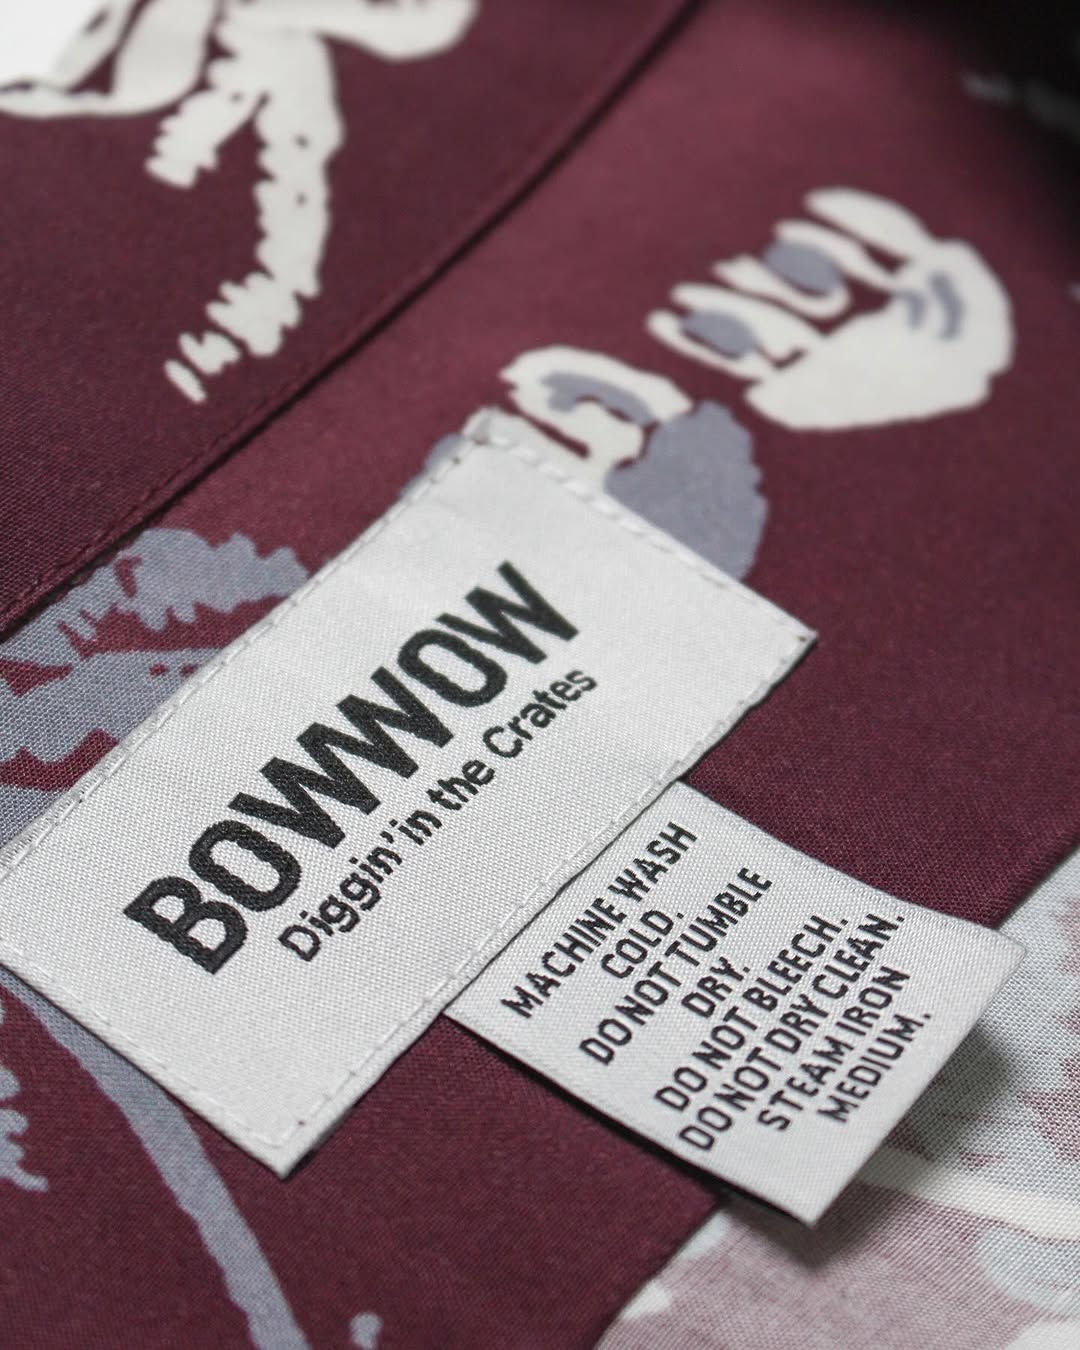 BOWWOW
Diggin' in the Crates
MACHINE WASH
COLD.
DO NOT TUMBLE
DRY.
DO NOT BLEECH.
DO NOT DRY CLEAN.
STEAM IRON
MEDIUM.